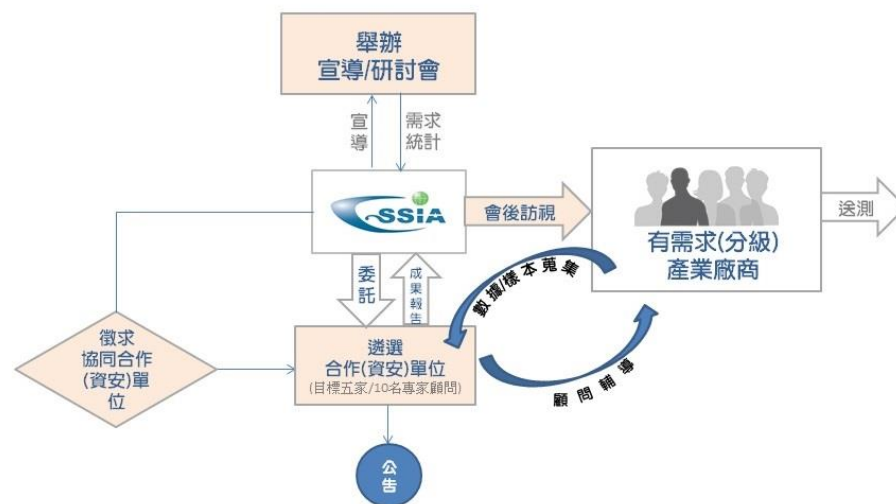 舉辦
宣導/研討會
宣導
需求
統計
SSIA
會後訪視
有需求(分級)
產業廠商
送測
委託
成果報告
數據/樣本蒐集
顧問輔導
徵求
協同合作
(資安)單
位
遴選
合作(資安)單位
(目標五家/10名專家顧問)
公告